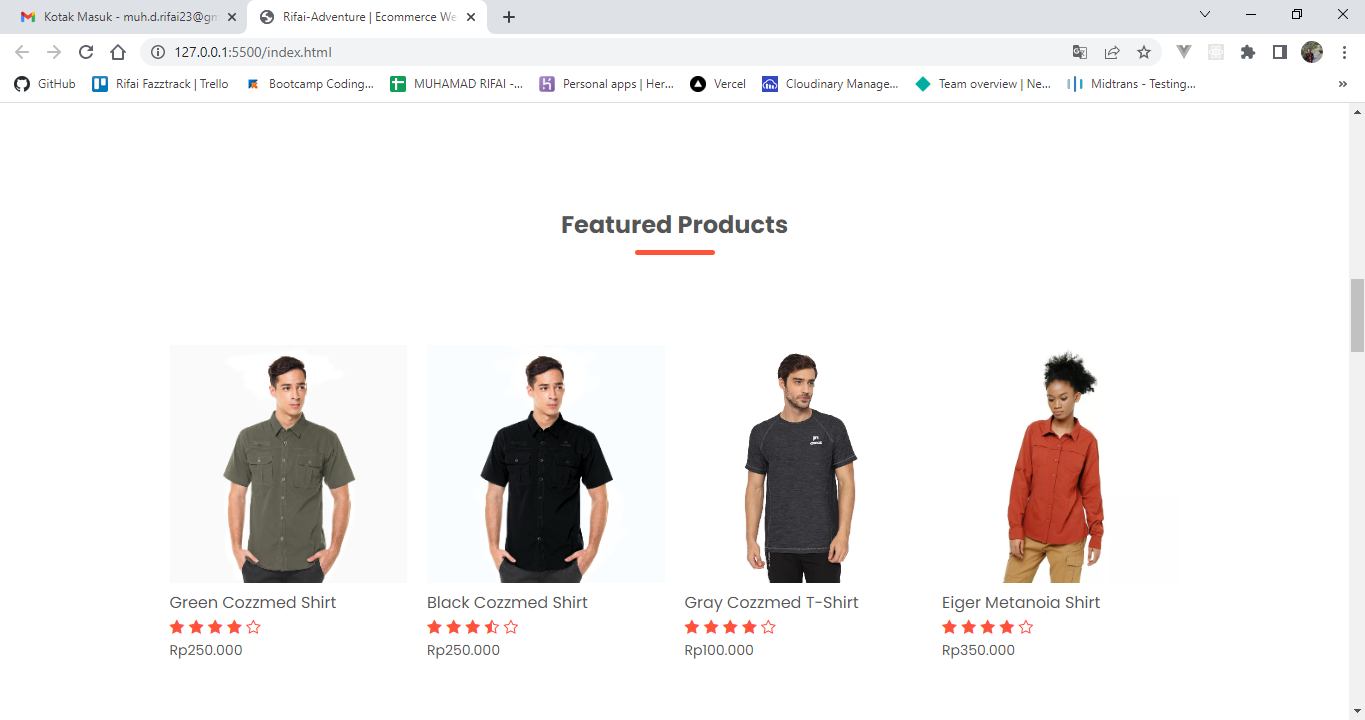 Kotak Masuk - muh.d.rifai23@gm
Rifai-Adventure | Ecommerce We
127.0.0.1:5500/index.html
GitHub
Rifai Fazztrack | Trello
Bootcamp Coding...
MUHAMAD RIFAI -...
Personal apps | Her...
Vercel
Cloudinary Manage...
Team overview | Ne...
Midtrans - Testing...
Featured Products
Green Cozzmed Shirt
Black Cozzmed Shirt
Gray Cozzmed T-Shirt
Eiger Metanoia Shirt
Rp250.000
Rp250.000
Rp100.000
Rp350.000